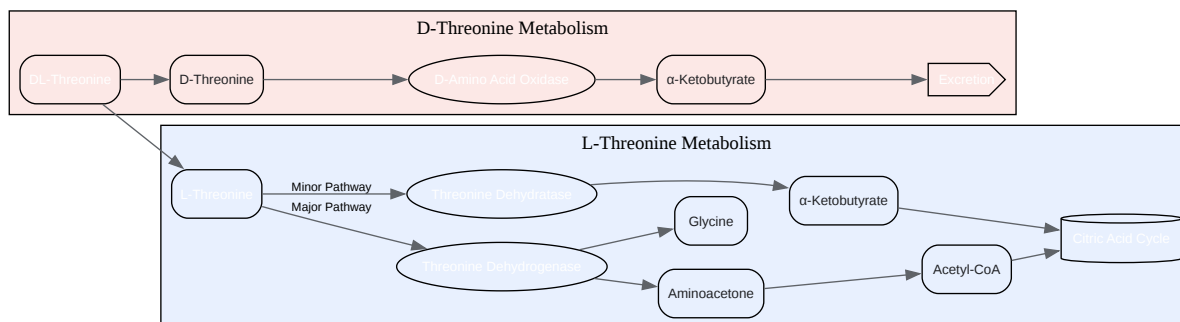 D-Threonine Metabolism
DL-Threonine
D-Threonine
D-Amino Acid Oxidase
α-Ketobutyrate
Excretion
L-Threonine Metabolism
L-Threonine
Minor Pathway
Major Pathway
Threonine Dehydratase
α-Ketobutyrate
Glycine
Threonine Dehydrogenase
Citric Acid Cycle
Acetyl-CoA
Aminoacetone